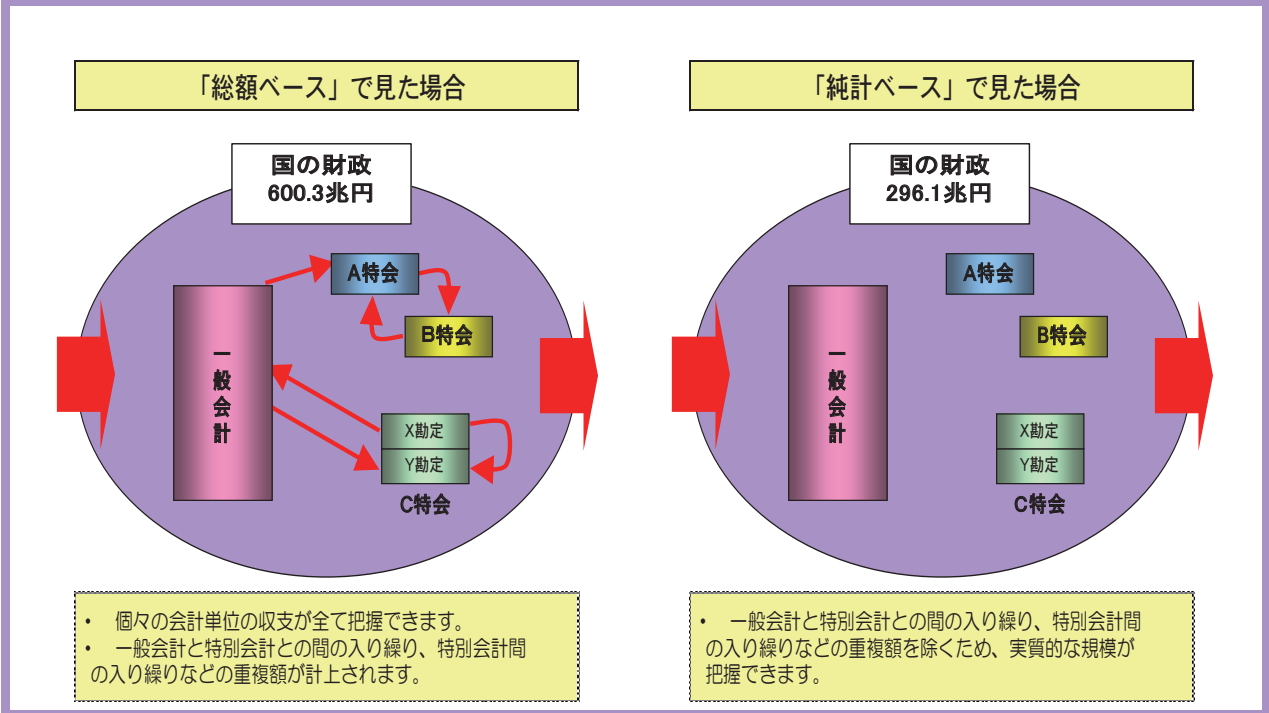 「総額ベース」で見た場合
国の財政
600.3兆円
A特会
B特会
一般会計
X勘定
Y勘定
C特会
・　個々の会計単位の収支が全て把握できます。
・　一般会計と特別会計との間の入り繰り、特別会計間
の入り繰りなどの重複額が計上されます。
「純計ベース」で見た場合
国の財政
296.1兆円
A特会
B特会
一般会計
X勘定
Y勘定
C特会
・　一般会計と特別会計との間の入り繰り、特別会計間
の入り繰りなどの重複額を除くため、実質的な規模が
把握できます。